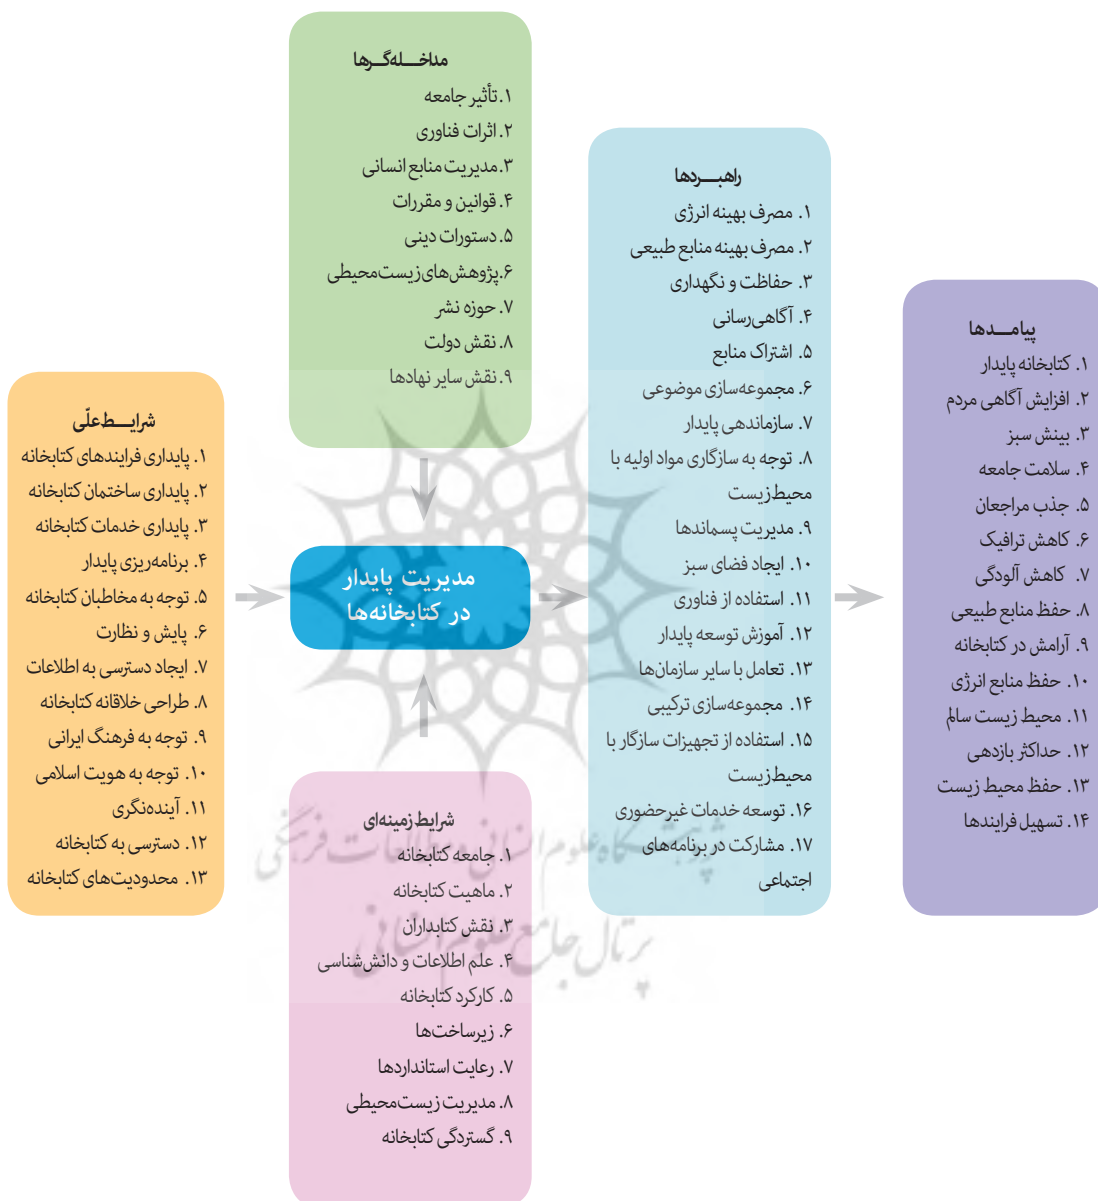 مداخله‌گرها
۱.تأثیر جامعه
۲. اثرات فناوری
۳.مدیریت منابع انسانی
۴. قوانین و مقررات
۵. دستورات دینی
۶.پژوهش‌های زیست‌محیطی
۷. حوزه نشر
۸. نقش دولت
۹. نقش سایر نهادها
راهبردها
۱. مصرف بهینه انرژی
۲. مصرف بهینه منابع طبیعی
۳. حفاظت و نگهداری
۴. آگاهی‌رسانی
۵. اشتراک منابع
۶. مجموعه‌سازی موضوعی
۷. سازماندهی پایدار
۸. توجه به سازگاری مواد اولیه با
محیط‌زیست
۹. مدیریت پسماندها
۱۰. ایجاد فضای سبز
۱۱. استفاده از فناوری
۱۲. آموزش توسعه پایدار
۱۳. تعامل با سایر سازمان‌ها
۱۴. مجموعه‌سازی ترکیبی
۱۵. استفاده از تجهیزات سازگار با
محیط‌زیست
۱۶. توسعه خدمات غیرحضوری
۱۷. مشارکت در برنامه‌های
اجتماعی
پیامدها
۱. کتابخانه پایدار
۲. افزایش آگاهی مردم
۳. بینش سبز
۴. سلامت جامعه
۵. جذب مراجعان
۶. کاهش ترافیک
۷. کاهش آلودگی
۸. حفظ منابع طبیعی
۹. آرامش در کتابخانه
۱۰. حفظ منابع انرژی
۱۱. محیط زیست سالم
۱۲. حداکثر بازدهی
۱۳. حفظ محیط زیست
۱۴. تسهیل فرایندها
شرایط علّی
۱. پایداری فرایندهای کتابخانه
۲. پایداری ساختمان کتابخانه
۳. پایداری خدمات کتابخانه
۴. برنامه‌ریزی پایدار
۵. توجه به مخاطبان کتابخانه
۶. پایش و نظارت
۷. ایجاد دسترسی به اطلاعات
۸. طراحی خلاقانه کتابخانه
۹. توجه به فرهنگ ایرانی
۱۰. توجه به هویت اسلامی
۱۱. آینده‌نگری
۱۲. دسترسی به کتابخانه
۱۳. محدودیت‌های کتابخانه
مدیریت پایدار
در کتابخانه‌ها
شرایط زمینه‌ای
۱. جامعه کتابخانه
۲. ماهیت کتابخانه
۳. نقش کتابداران
۴. علم اطلاعات و دانش‌شناسی
۵. کارکرد کتابخانه
۶. زیرساخت‌ها
۷. رعایت استانداردها
۸. مدیریت زیست‌محیطی
۹. گستردگی کتابخانه
پژوهشگاه علوم انسانی و مطالعات فرهنگی
پرتال جامع علوم انسانی